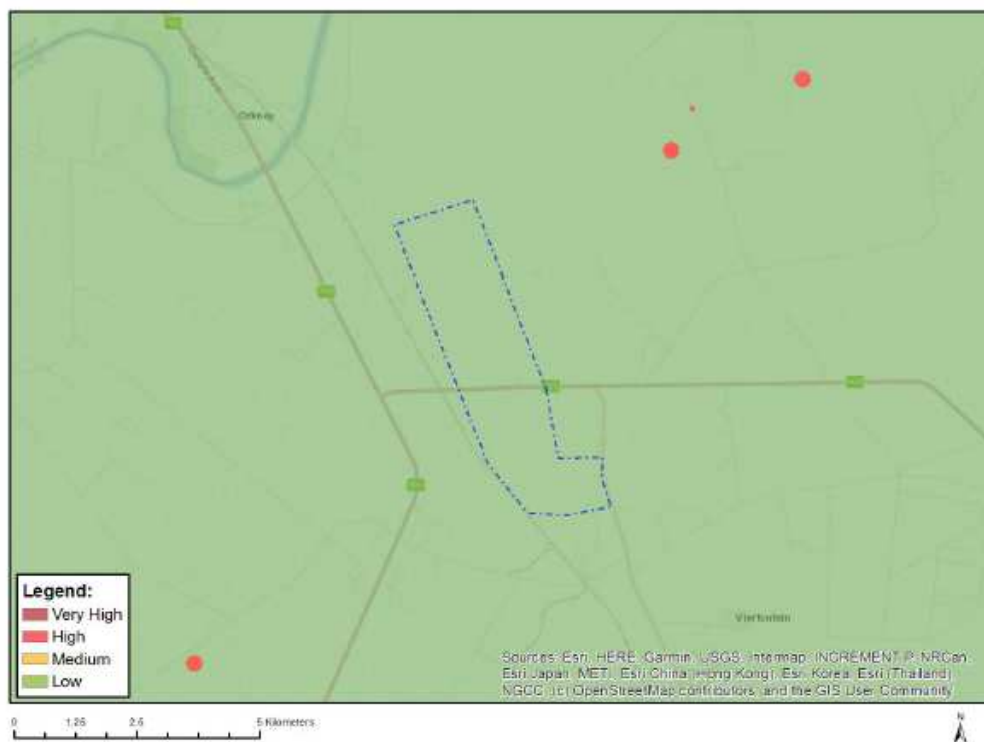 Orkney
Legend:
Very High
High
Medium
Low
Vierfontein
Sources: Esri, HERE, Garmin, USGS, Intermap, INCREMENT P, NRCan,
Esri Japan, METI, Esri China (Hong Kong), Esri Korea, Esri (Thailand),
NGCC, (c) OpenStreetMap contributors, and the GIS User Community
0 1.25 2.5 5 Kilometers
N